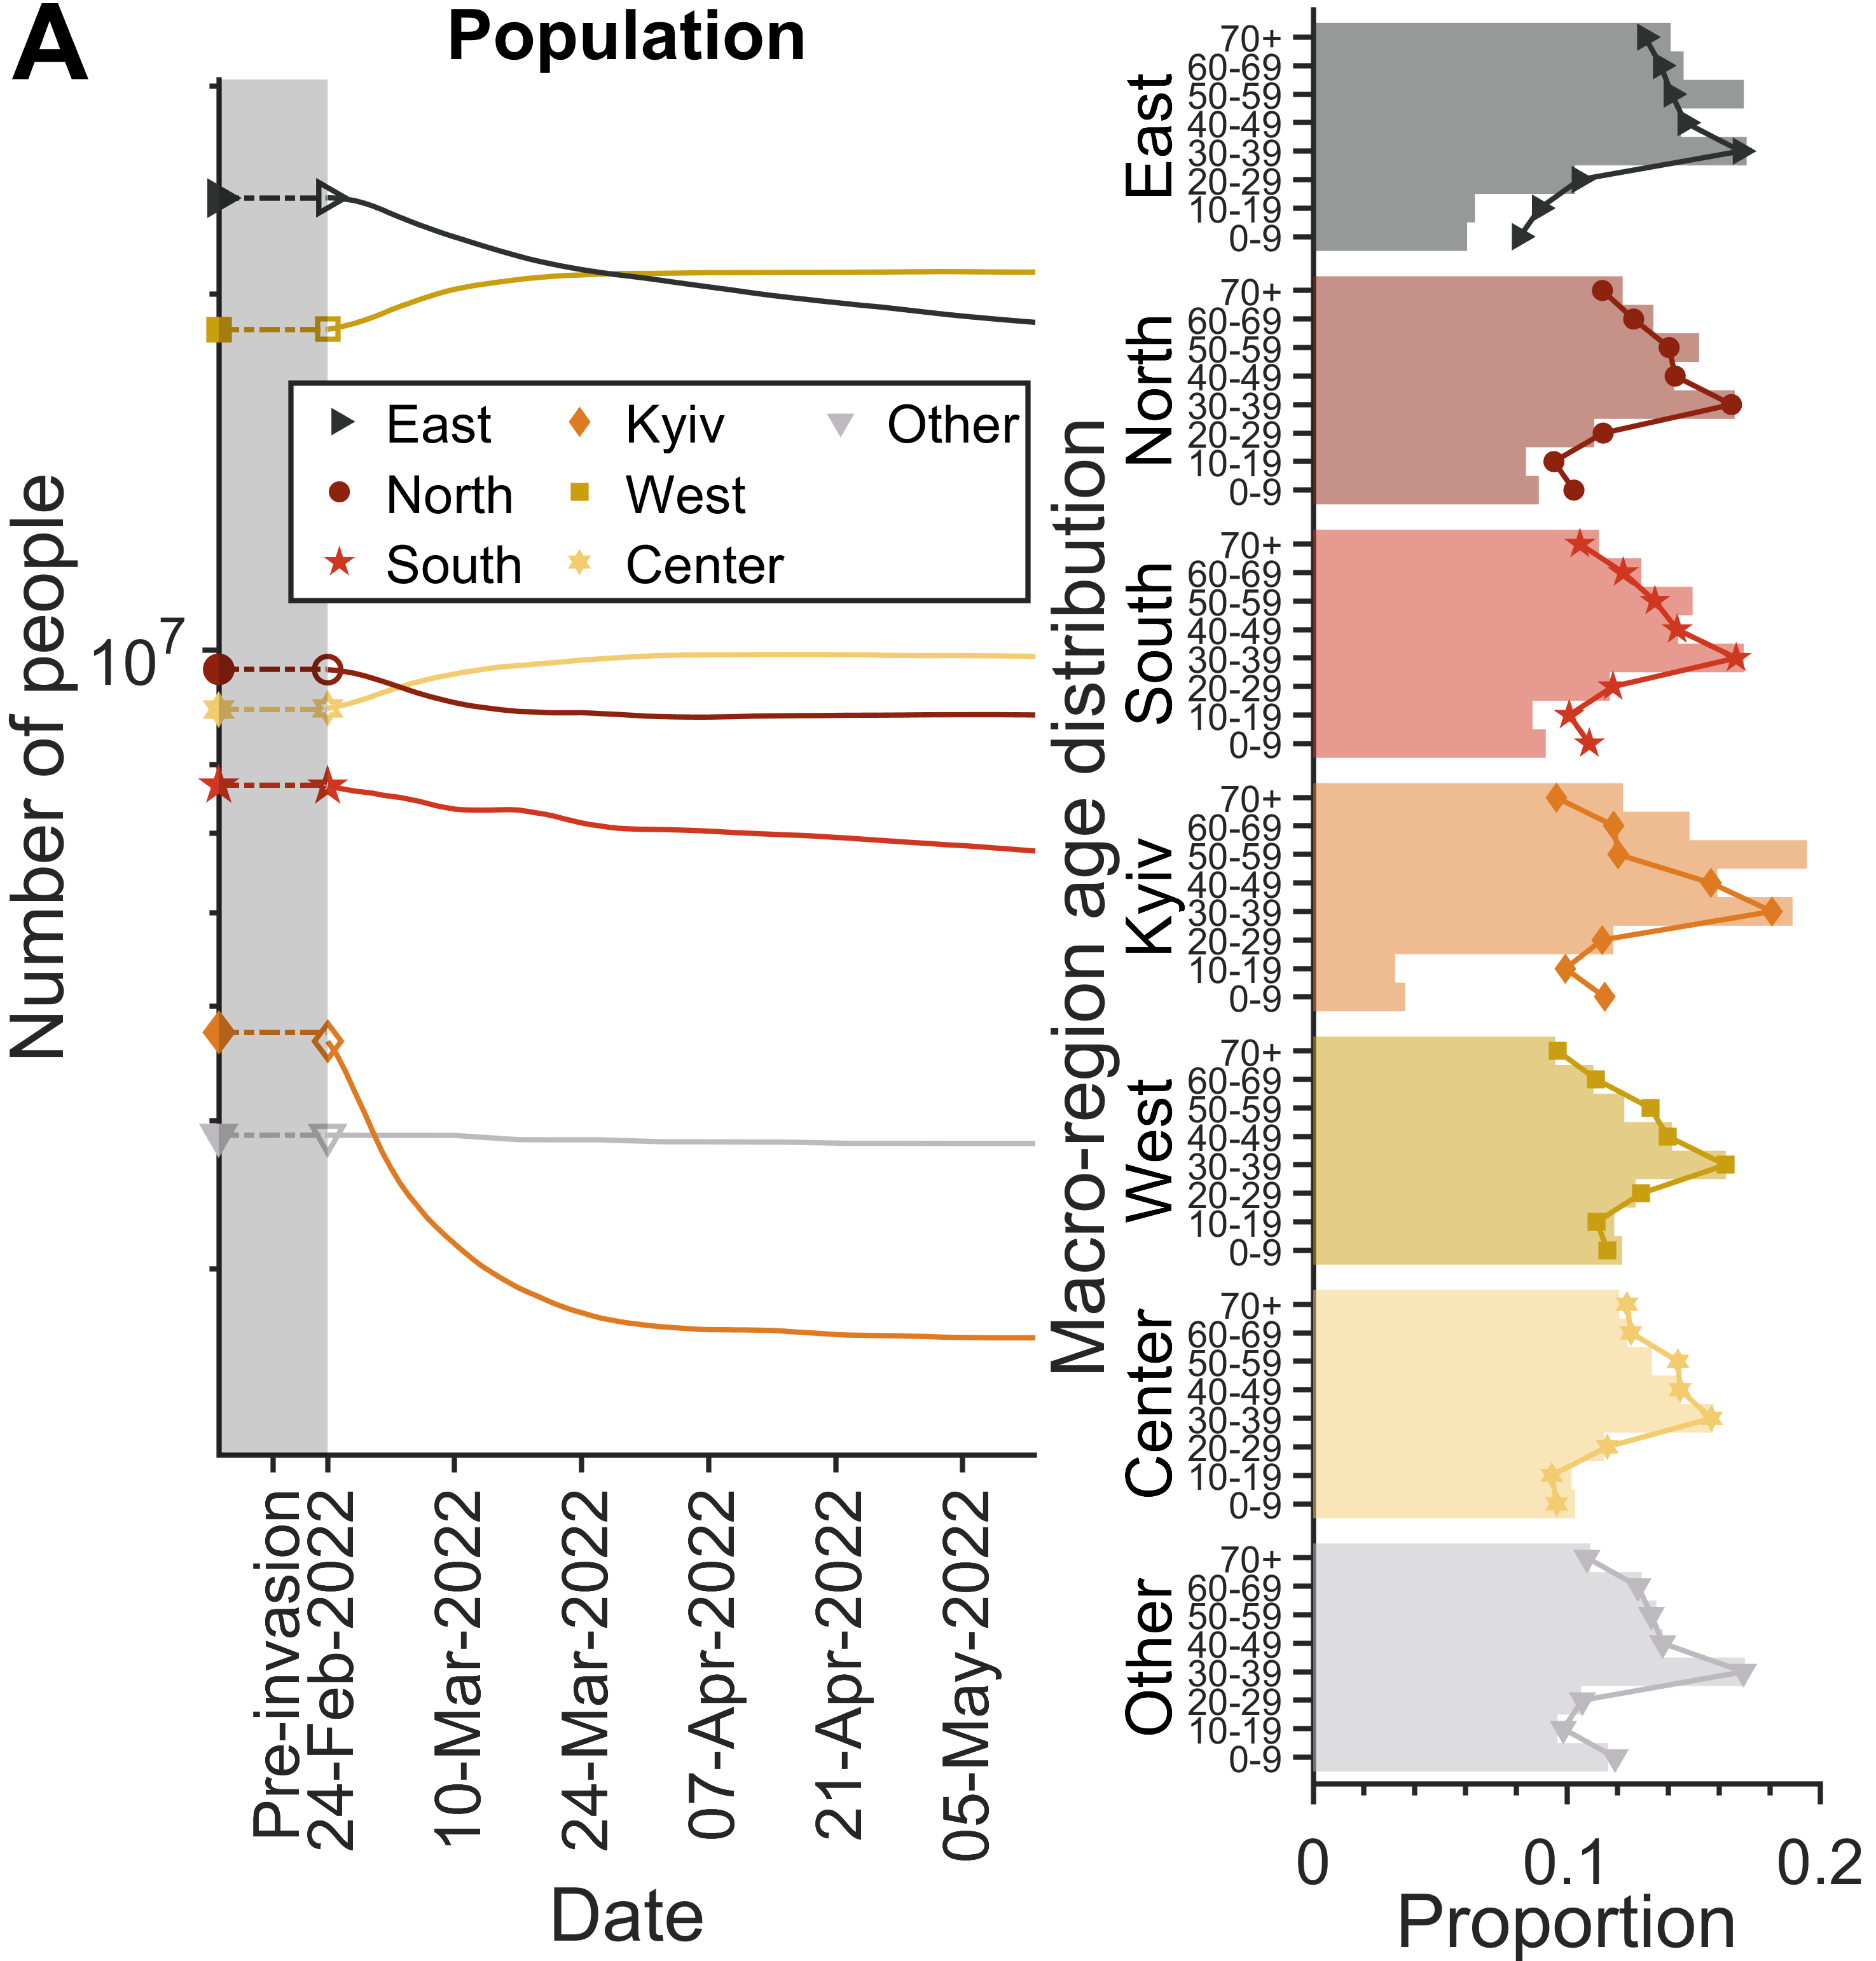 A
Population
Number of people
10^7
East
Kyiv
Other
North
West
South
Center
Pre-invasion
24-Feb-2022
10-Mar-2022
24-Mar-2022
07-Apr-2022
21-Apr-2022
05-May-2022
Date
Macro-region age distribution
East
70+
60-69
50-59
40-49
30-39
20-29
10-19
0-9
North
70+
60-69
50-59
40-49
30-39
20-29
10-19
0-9
South
70+
60-69
50-59
40-49
30-39
20-29
10-19
0-9
Kyiv
70+
60-69
50-59
40-49
30-39
20-29
10-19
0-9
West
70+
60-69
50-59
40-49
30-39
20-29
10-19
0-9
Center
70+
60-69
50-59
40-49
30-39
20-29
10-19
0-9
Other
70+
60-69
50-59
40-49
30-39
20-29
10-19
0-9
0 0.1 0.2
Proportion